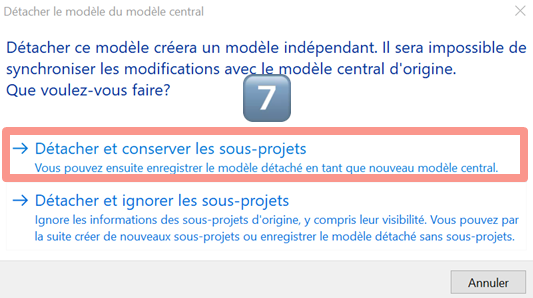 Détacher le modèle du modèle central
Détacher ce modèle créera un modèle indépendant. Il sera impossible de
synchroniser les modifications avec le modèle central d'origine.
Que voulez-vous faire?
7
Détacher et conserver les sous-projets
Vous pouvez ensuite enregistrer le modèle détaché en tant que nouveau modèle central.
Détacher et ignorer les sous-projets
Ignore les informations des sous-projets d'origine, y compris leur visibilité. Vous pouvez par
la suite créer de nouveaux sous-projets ou enregistrer le modèle détaché sans sous-projets.
Annuler